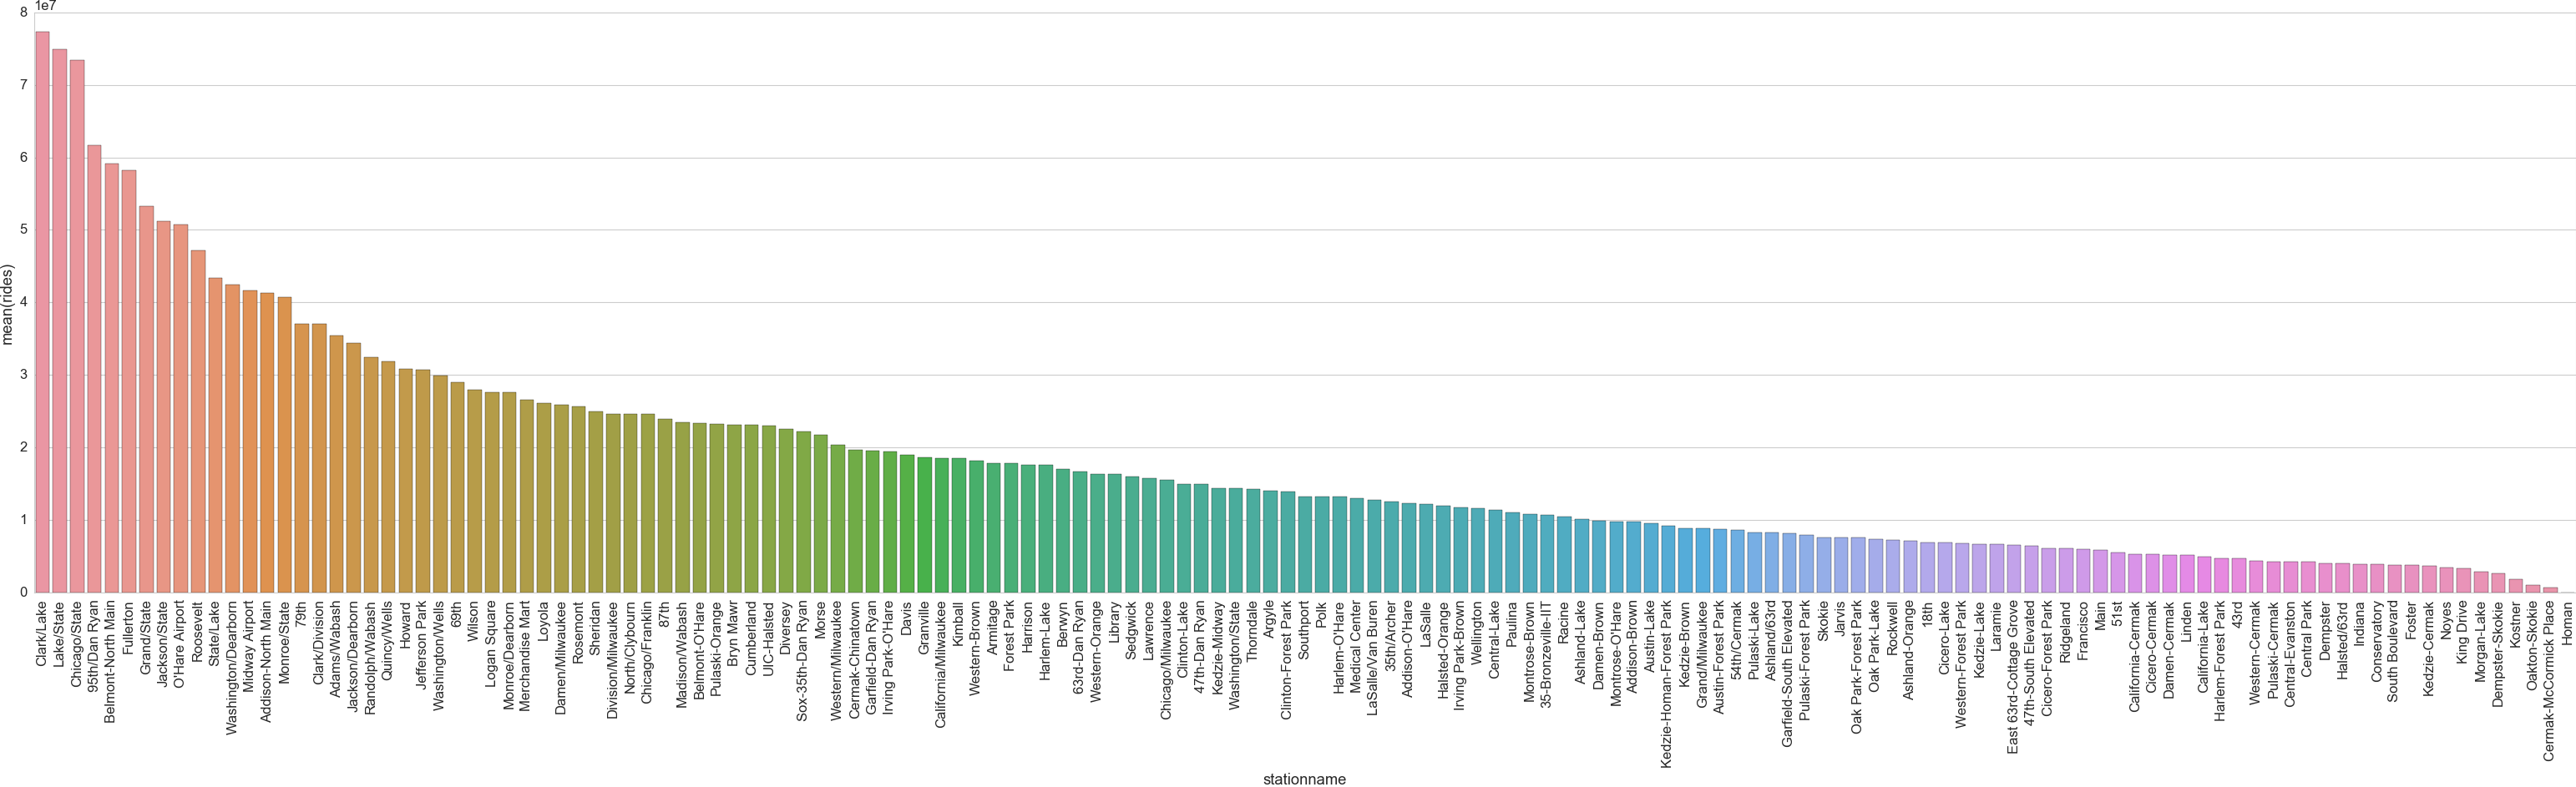 1e7
8
7
6
5
4
3
2
1
0
mean(rides)
Clark/Lake
Lake/State
Chicago/State
95th/Dan Ryan
Belmont-North Main
Fullerton
Grand/State
Jackson/State
O'Hare Airport
Roosevelt
State/Lake
Washington/Dearborn
Midway Airport
Addison-North Main
Monroe/State
79th
Clark/Division
Adams/Wabash
Jackson/Dearborn
Randolph/Wabash
Quincy/Wells
Howard
Jefferson Park
Washington/Wells
69th
Wilson
Logan Square
Monroe/Dearborn
Merchandise Mart
Loyola
Damen/Milwaukee
Rosemont
Sheridan
Division/Milwaukee
North/Clybourn
Chicago/Franklin
87th
Madison/Wabash
Belmont-O'Hare
Pulaski-Orange
Bryn Mawr
Cumberland
UIC-Halsted
Diversey
Sox-35th-Dan Ryan
Morse
Western/Milwaukee
Cermak-Chinatown
Garfield-Dan Ryan
Irving Park-O'Hare
Davis
Granville
California/Milwaukee
Kimball
Western-Brown
Armitage
Forest Park
Harrison
Harlem-Lake
Berwyn
63rd-Dan Ryan
Western-Orange
Library
Sedgwick
Lawrence
Chicago/Milwaukee
Clinton-Lake
47th-Dan Ryan
Kedzie-Midway
Washington/State
Thorndale
Argyle
Clinton-Forest Park
Southport
Polk
Harlem-O'Hare
Medical Center
LaSalle/Van Buren
35th/Archer
Addison-O'Hare
LaSalle
Halsted-Orange
Irving Park-Brown
Wellington
Central-Lake
Paulina
Montrose-Brown
35-Bronzeville-IIT
Racine
Ashland-Lake
Damen-Brown
Montrose-O'Hare
Addison-Brown
Austin-Lake
Kedzie-Homan-Forest Park
Kedzie-Brown
Grand/Milwaukee
Austin-Forest Park
54th/Cermak
Pulaski-Lake
Ashland/63rd
Garfield-South Elevated
Pulaski-Forest Park
Skokie
Jarvis
Oak Park-Forest Park
Oak Park-Lake
Rockwell
Ashland-Orange
18th
Cicero-Lake
Western-Forest Park
Kedzie-Lake
Laramie
East 63rd-Cottage Grove
47th-South Elevated
Cicero-Forest Park
Ridgeland
Francisco
Main
51st
California-Cermak
Cicero-Cermak
Damen-Cermak
Linden
California-Lake
Harlem-Forest Park
43rd
Western-Cermak
Pulaski-Cermak
Central-Evanston
Central Park
Dempster
Halsted/63rd
Indiana
Conservatory
South Boulevard
Foster
Kedzie-Cermak
Noyes
King Drive
Morgan-Lake
Dempster-Skokie
Kostner
Oakton-Skokie
Cermak-McCormick Place
Homan
stationname